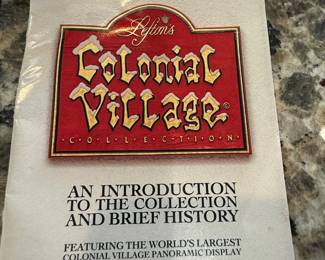 Lefton's
Colonial
Village®
·C·O·L·L·E·C·T·I·O·N·
AN INTRODUCTION
TO THE COLLECTION
AND BRIEF HISTORY
FEATURING THE WORLD'S LARGEST
COLONIAL VILLAGE PANORAMIC DISPLAY